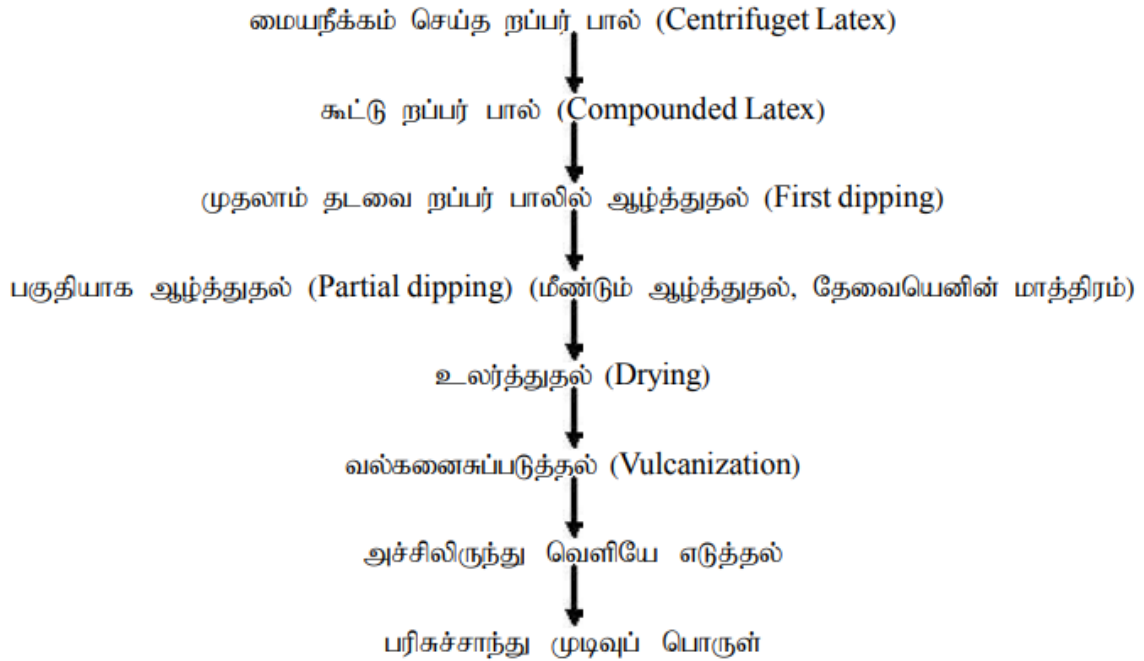 மையநீக்கம் செய்த றப்பர் பால் (Centrifuget Latex)
கூட்டு றப்பர் பால் (Compounded Latex)
முதலாம் தடவை றப்பர் பாலில் ஆழ்த்துதல் (First dipping)
பகுதியாக ஆழ்த்துதல் (Partial dipping) (மீண்டும் ஆழ்த்துதல், தேவையெனின் மாத்திரம்)
உலர்த்துதல் (Drying)
வல்கனைசுப்படுத்தல் (Vulcanization)
அச்சிலிருந்து வெளியே எடுத்தல்
பரிசுச்சாந்து முடிவுப் பொருள்